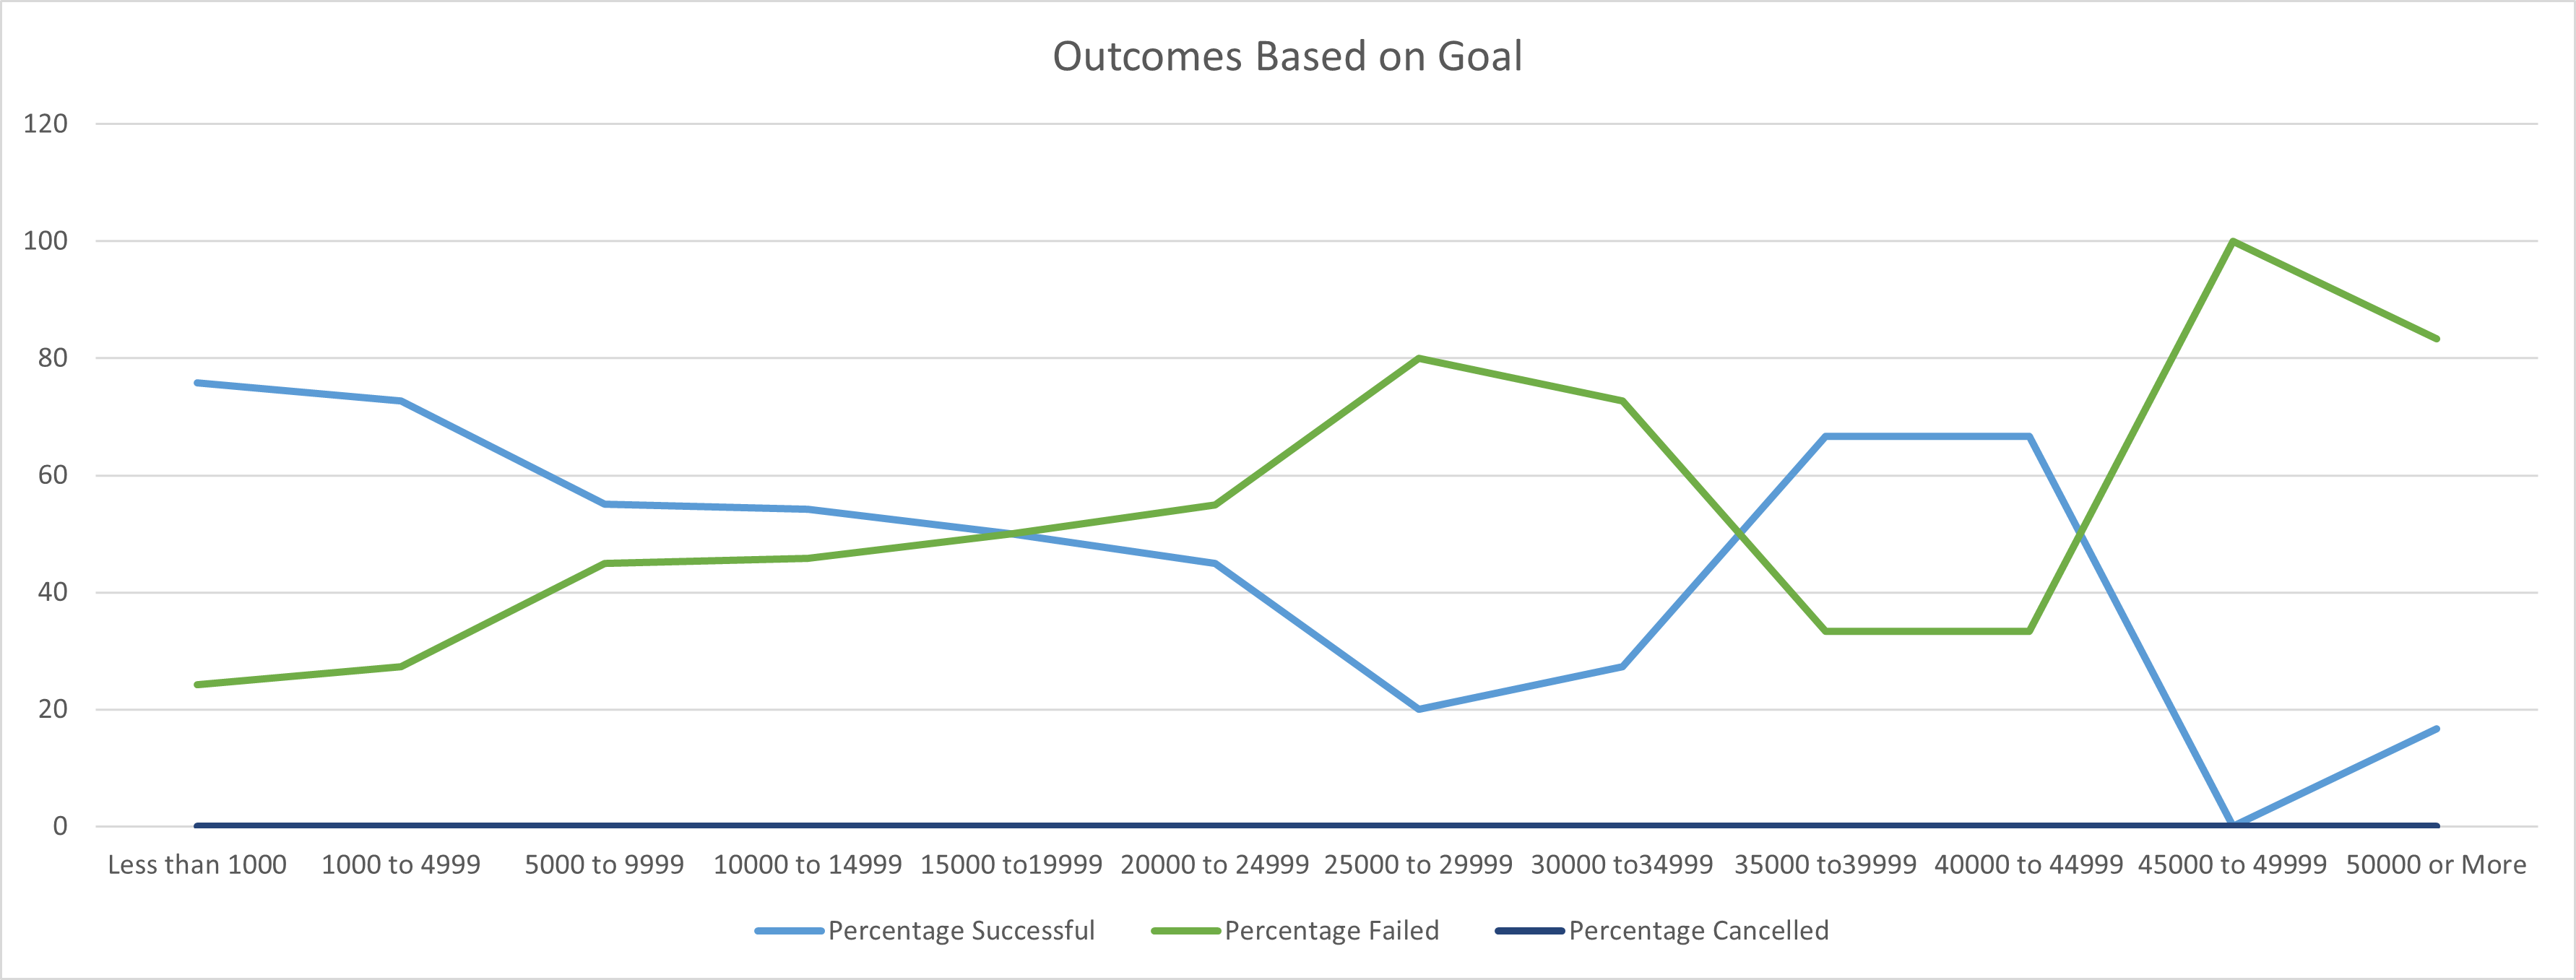 Outcomes Based on Goal
120
100
80
60
40
20
0
Less than 1000 1000 to 4999 5000 to 9999 10000 to 14999 15000 to19999 20000 to 24999 25000 to 29999 30000 to34999 35000 to39999 40000 to 44999 45000 to 49999 50000 or More
Percentage Successful Percentage Failed Percentage Cancelled